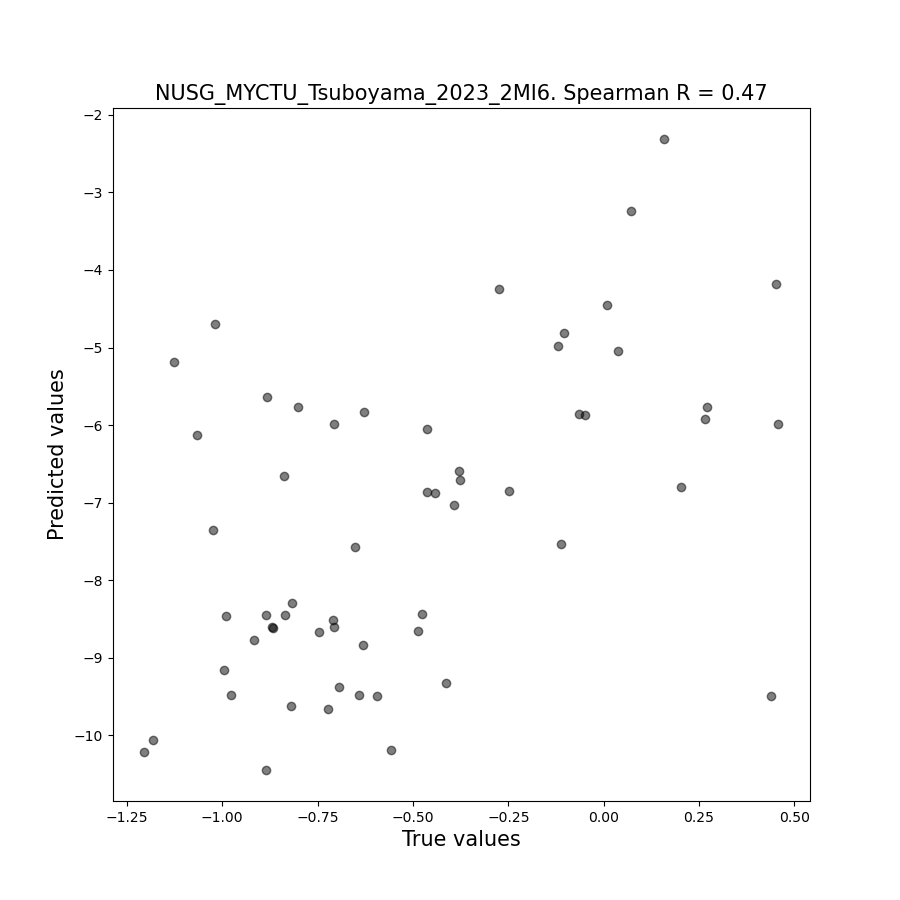 NUSG_MYCTU_Tsuboyama_2023_2MI6. Spearman R = 0.47
−2
−3
−4
−5
−6
−7
−8
−9
−10
Predicted values
−1.25 −1.00 −0.75 −0.50 −0.25 0.00 0.25 0.50
True values